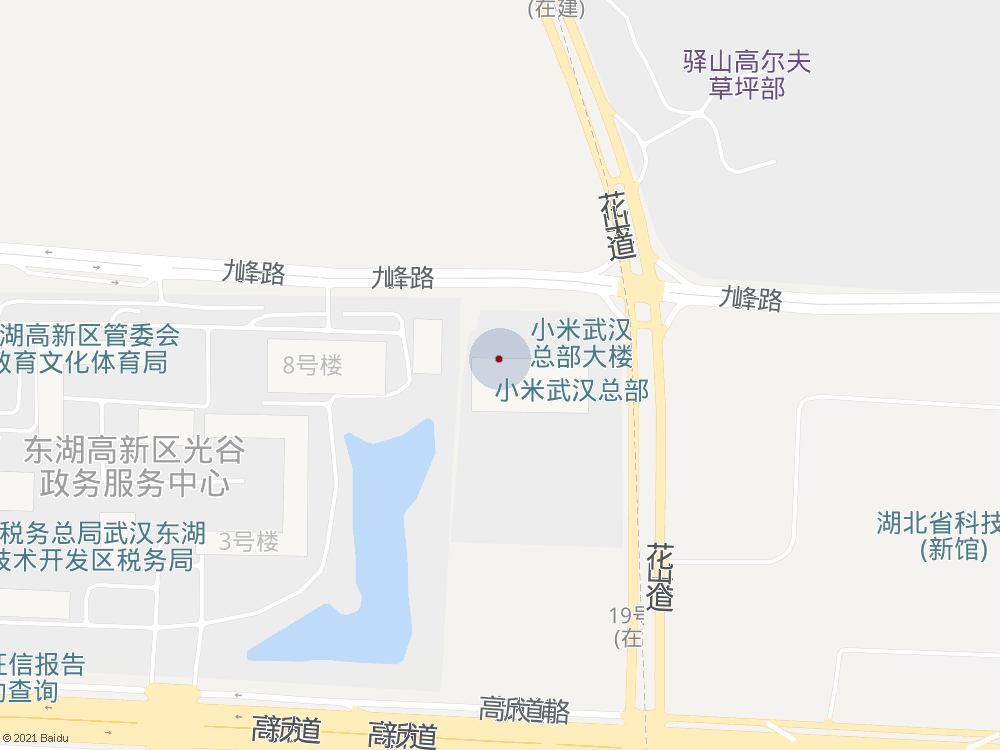 (在建)
驿山高尔夫
草坪部
花山大道
九峰路
九峰路
九峰路
湖高新区管委会
教育文化体育局
小米武汉
总部大楼
小米武汉总部
8号楼
东湖高新区光谷
政务服务中心
税务总局武汉东湖
技术开发区税务局
3号楼
湖北省科技
(新馆)
花山大道
19号
(在
征信报告
询查询
高新大道辅路
高新大道
高新大道
© 2021 Baidu